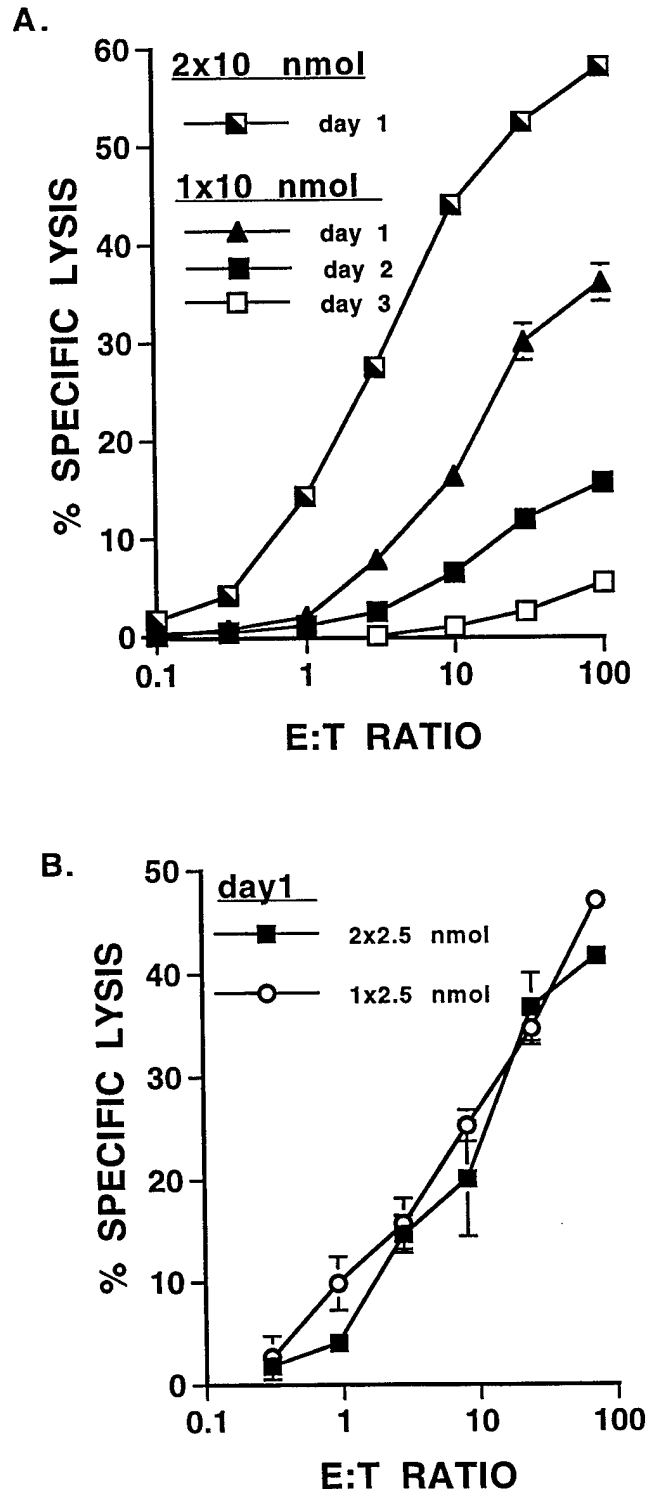 A.
60
50
40
30
20
10
0
% SPECIFIC LYSIS
2x10 nmol
day 1
1x10 nmol
day 1
day 2
day 3
0.1 1 10 100
E:T RATIO
B.
50
40
30
20
10
0
% SPECIFIC LYSIS
day1
2x2.5 nmol
1x2.5 nmol
0.1 1 10 100
E:T RATIO